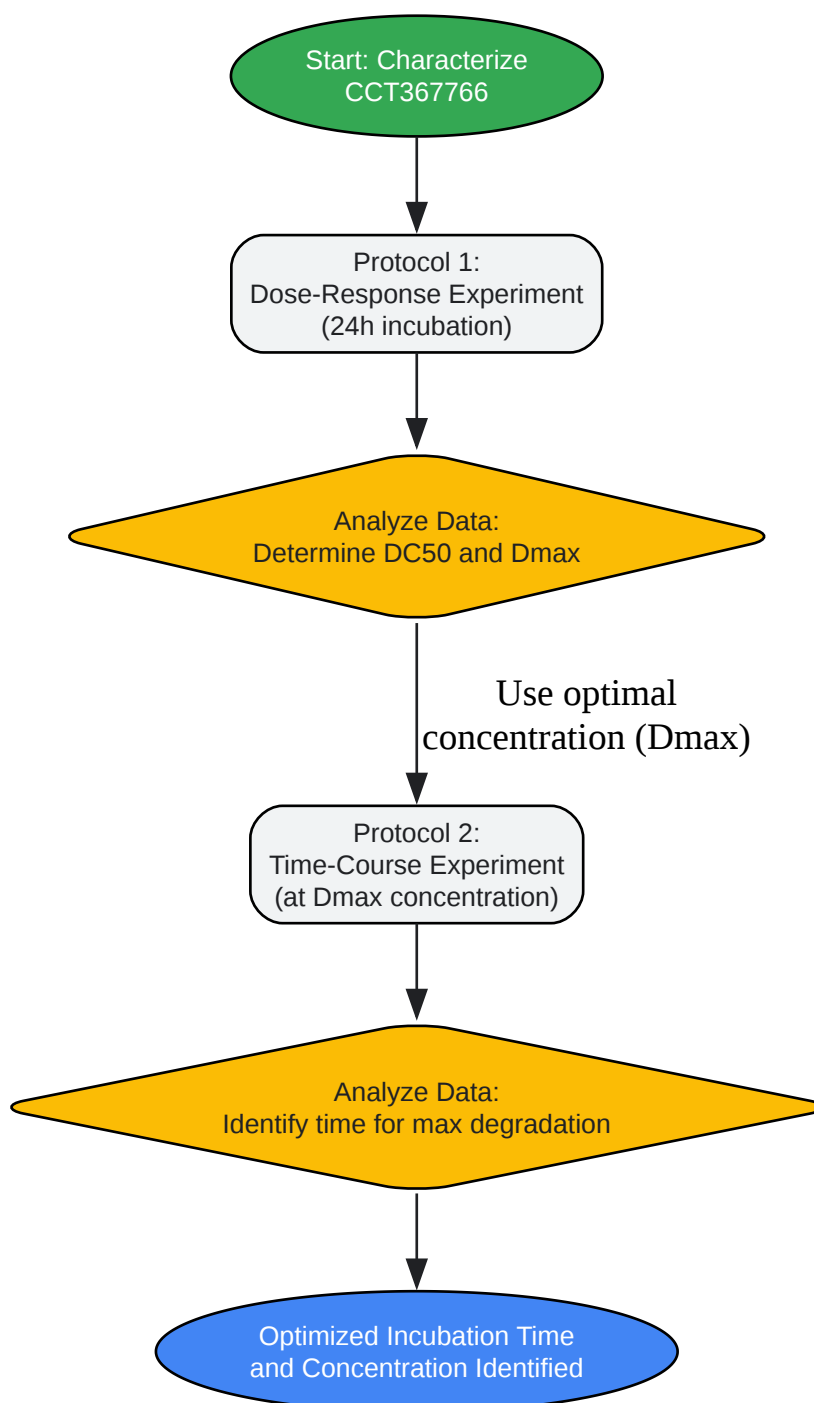 Start: Characterize
CCT367766
Protocol 1:
Dose-Response Experiment
(24h incubation)
Analyze Data:
Determine DC50 and Dmax
Use optimal
concentration (Dmax)
Protocol 2:
Time-Course Experiment
(at Dmax concentration)
Analyze Data:
Identify time for max degradation
Optimized Incubation Time
and Concentration Identified